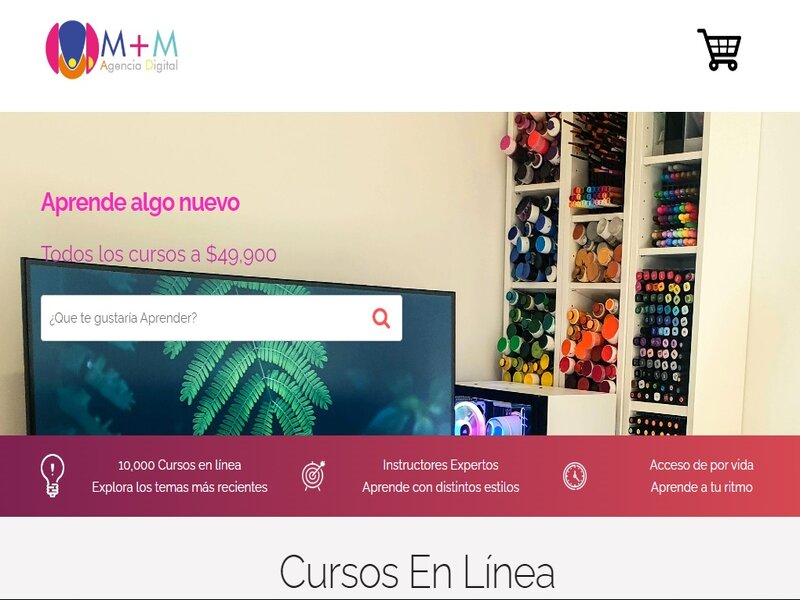 M+M
Agencia Digital
Aprende algo nuevo
Todos los cursos a $49,900
¿Que te gustaría Aprender?
10,000 Cursos en línea
Explora los temas más recientes
Instructores Expertos
Aprende con distintos estilos
Acceso de por vida
Aprende a tu ritmo
Cursos En Línea